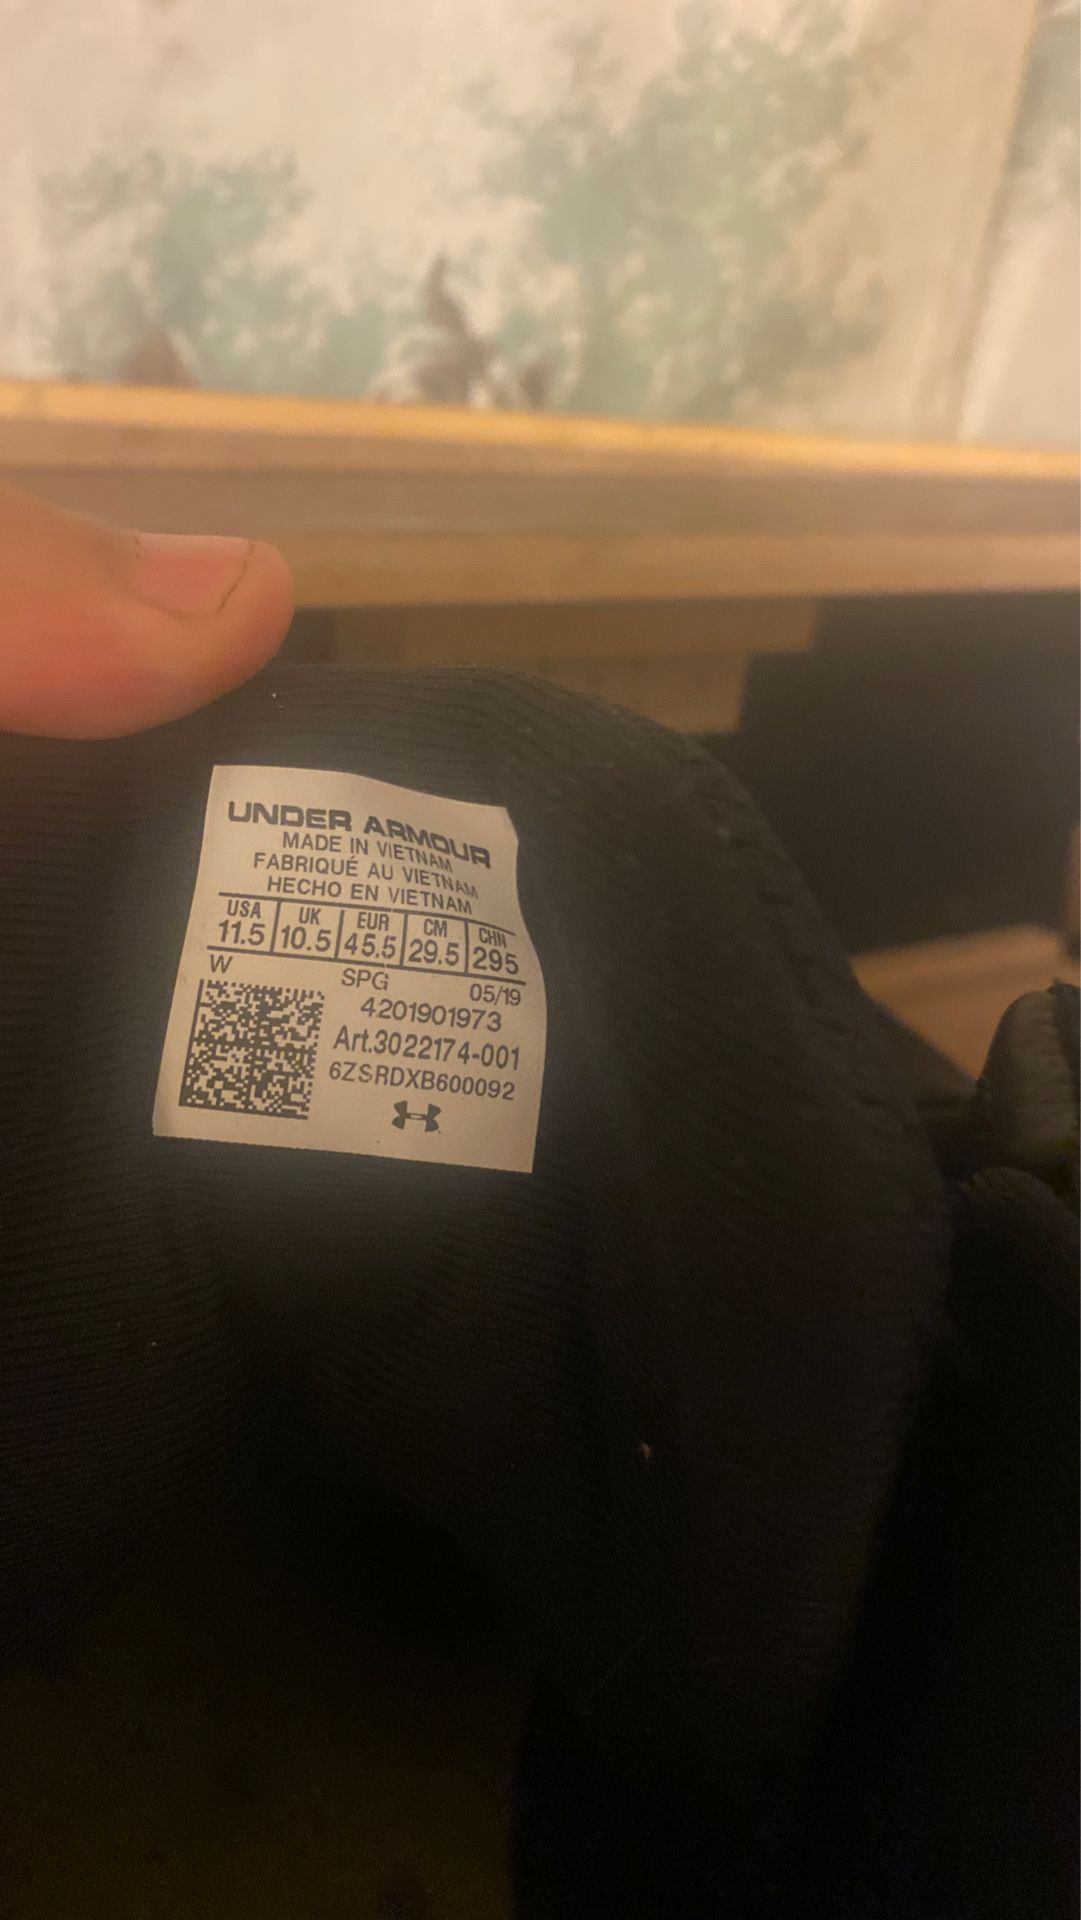 UNDER ARMOUR
MADE IN VIETNAM
FABRIQUÉ AU VIETNAM
HECHO EN VIETNAM
USA UK EUR CM CHN
11.5 10.5 45.5 29.5 295
W SPG 05/19
4201901973
Art.3022174-001
6ZSRDXB600092